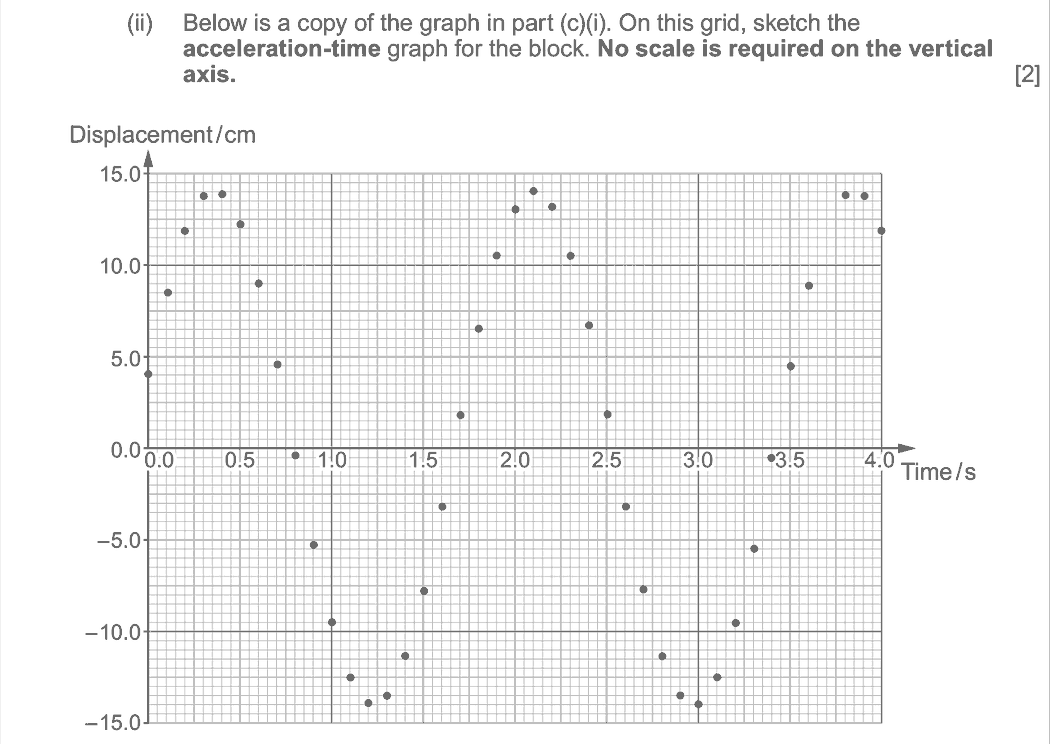 (ii) Below is a copy of the graph in part (c)(i). On this grid, sketch the
acceleration-time graph for the block. No scale is required on the vertical
axis.
[2]
Displacement/cm
15.0
10.0
5.0
0.0
0.0 0.5 1.0 1.5 2.0 2.5 3.0 3.5 4.0
Time/s
−5.0
−10.0
−15.0